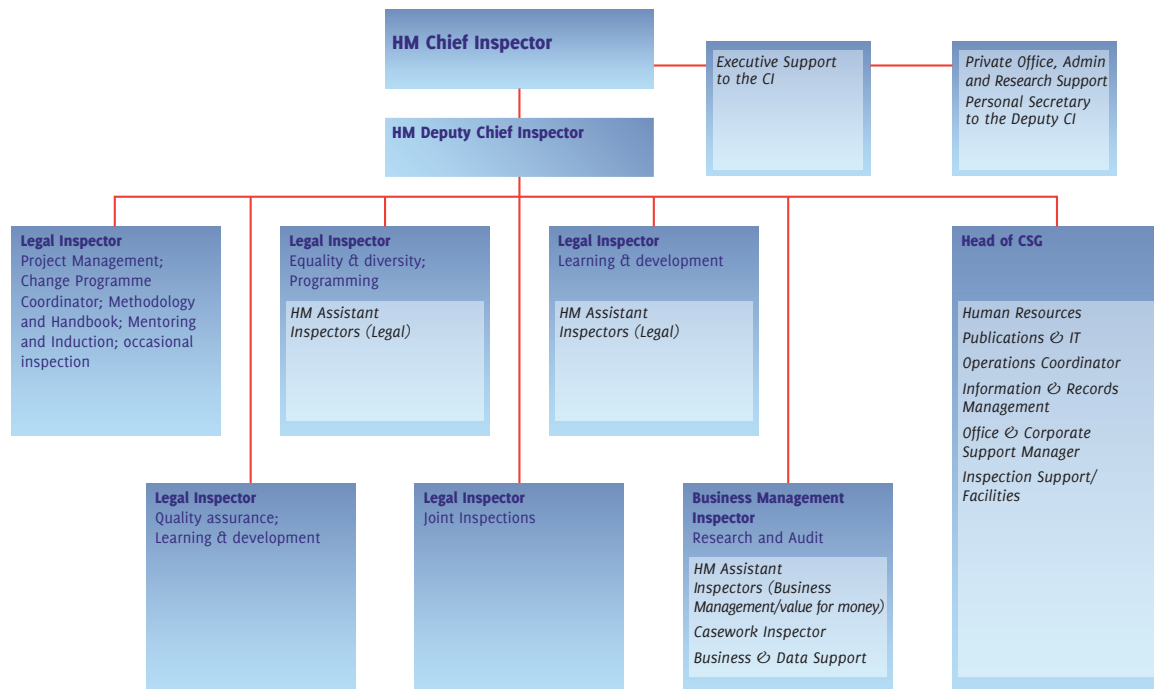 HM Chief Inspector
Executive Support
to the CI
Private Office, Admin
and Research Support
Personal Secretary
to the Deputy CI
HM Deputy Chief Inspector
Legal Inspector
Project Management;
Change Programme
Coordinator; Methodology
and Handbook; Mentoring
and Induction; occasional
inspection
Legal Inspector
Equality & diversity;
Programming
HM Assistant
Inspectors (Legal)
Legal Inspector
Learning & development
HM Assistant
Inspectors (Legal)
Head of CSG
Human Resources
Publications & IT
Operations Coordinator
Information & Records
Management
Office & Corporate
Support Manager
Inspection Support/
Facilities
Legal Inspector
Quality assurance;
Learning & development
Legal Inspector
Joint Inspections
Business Management
Inspector
Research and Audit
HM Assistant
Inspectors (Business
Management/value for money)
Casework Inspector
Business & Data Support